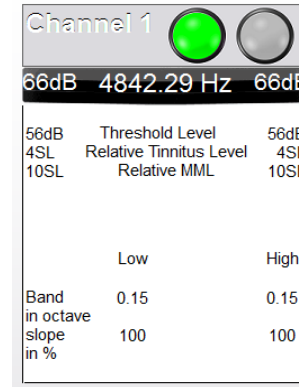 Channel 1
66dB 4842.29 Hz 66dB
56dB Threshold Level 56dB
4SL Relative Tinnitus Level 4SL
10SL Relative MML 10SL
Low High
Band 0.15 0.15
in octave
slope 100 100
in %